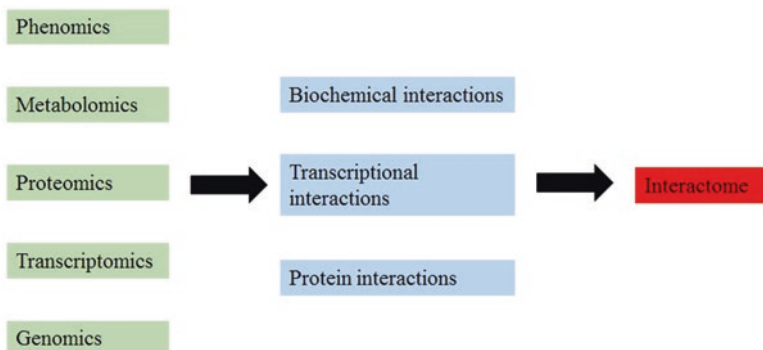 Phenomics
Metabolomics
Proteomics
Transcriptomics
Genomics
Biochemical interactions
Transcriptional
interactions
Protein interactions
Interactome